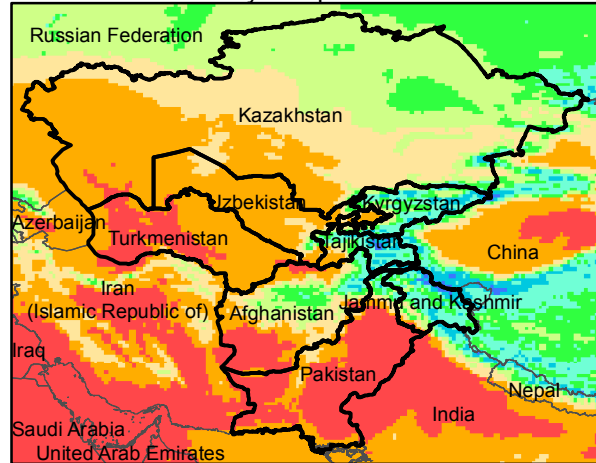 Russian Federation
Kazakhstan
Uzbekistan
Kyrgyzstan
Azerbaijan
Turkmenistan
Tajikistan
China
Iran
(Islamic Republic of)
Afghanistan
Jammu and Kashmir
Iraq
Pakistan
Nepal
India
Saudi Arabia
United Arab Emirates